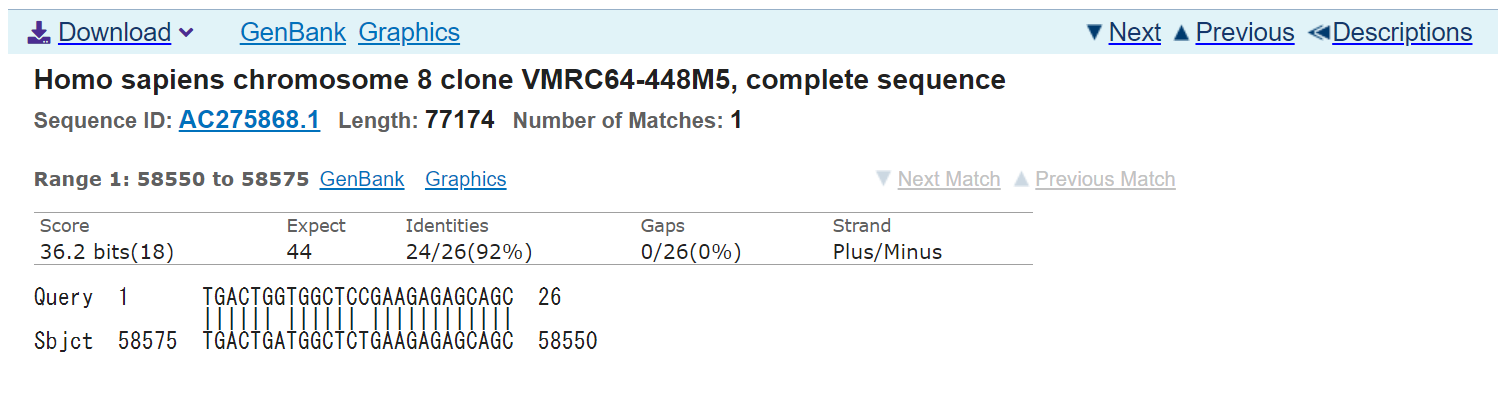 Download GenBank Graphics Next Previous Descriptions
Homo sapiens chromosome 8 clone VMRC64-448M5, complete sequence
Sequence ID: AC275868.1 Length: 77174 Number of Matches: 1
Range 1: 58550 to 58575 GenBank Graphics Next Match Previous Match
Score Expect Identities Gaps Strand
36.2 bits(18) 44 24/26(92%) 0/26(0%) Plus/Minus
Query 1 TGACTGGTGGCTCCGAAGAGAGCAGC 26
Sbjct 58575 TGACTGATGGCTCTGAAGAGAGCAGC 58550